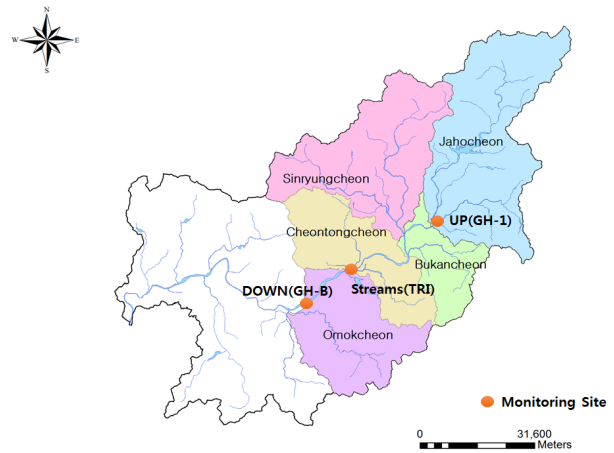 N
W E
S
Jahocheon
Sinryungcheon
UP(GH-1)
Cheontongcheon
Bukancheon
DOWN(GH-B) Streams(TRI)
Omokcheon
Monitoring Site
0 31,600
Meters